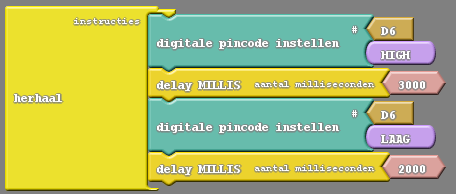 instructies
herhaal
digitale pincode instellen # D6
HIGH
delay MILLIS aantal milliseconden 3000
digitale pincode instellen # D6
LAAG
delay MILLIS aantal milliseconden 2000